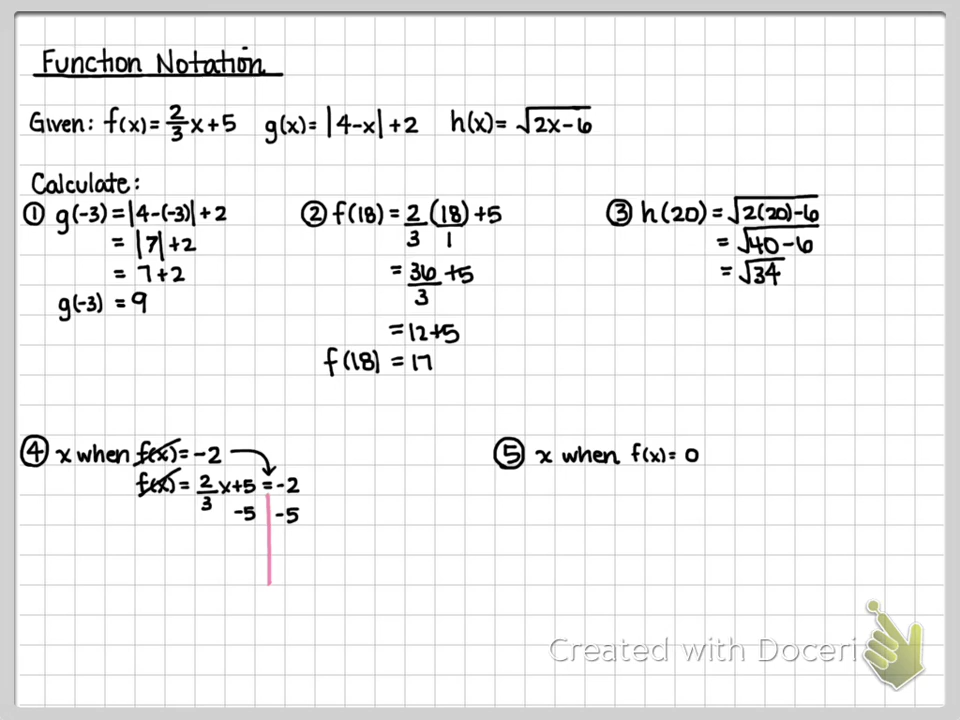 Function Notation
Given: f(x) = 2/3 x + 5   g(x) = |4-x| + 2   h(x) = √(2x-6)
Calculate:
① g(-3) = |4-(-3)| + 2
= |7| + 2
= 7 + 2
g(-3) = 9
② f(18) = 2/3 (18)/1 + 5
= 36/3 + 5
= 12 + 5
f(18) = 17
③ h(20) = √(2(20)-6)
= √(40-6)
= √34
④ x when f(x) = -2
f(x) = 2/3 x + 5 = -2
-5 -5
⑤ x when f(x) = 0
Created with Doceri